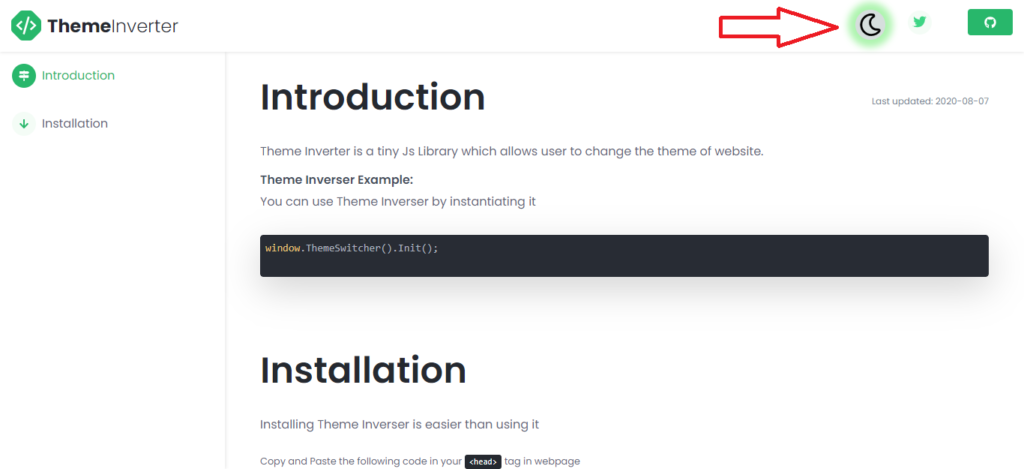 ThemeInverter
Introduction
Installation
Introduction
Last updated: 2020-08-07
Theme Inverter is a tiny Js Library which allows user to change the theme of website.
Theme Inverser Example:
You can use Theme Inverser by instantiating it
window.ThemeSwitcher().Init();
Installation
Installing Theme Inverser is easier than using it
Copy and Paste the following code in your <head> tag in webpage